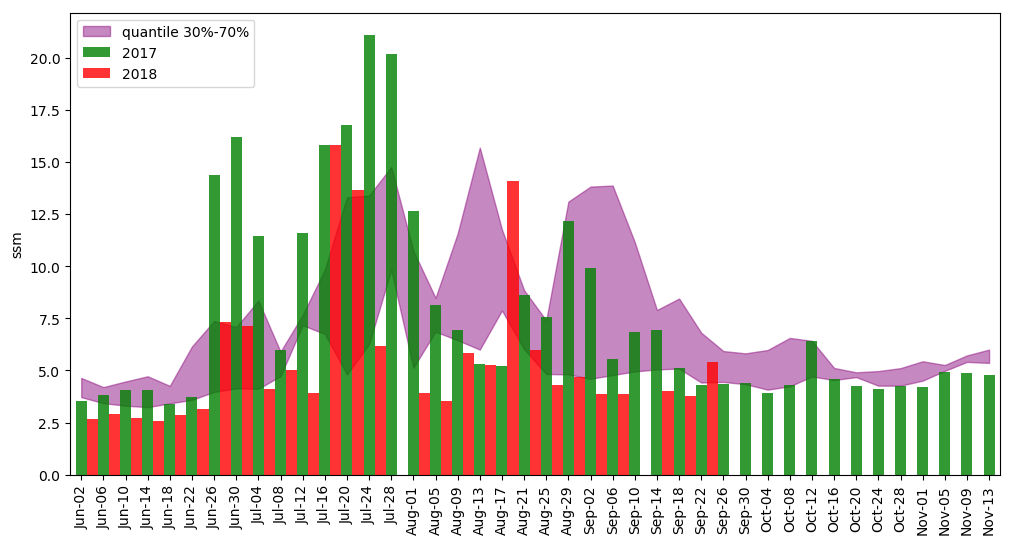 quantile 30%-70%
2017
2018
20.0
17.5
15.0
12.5
10.0
7.5
5.0
2.5
0.0
ssm
Jun-02
Jun-06
Jun-10
Jun-14
Jun-18
Jun-22
Jun-26
Jun-30
Jul-04
Jul-08
Jul-12
Jul-16
Jul-20
Jul-24
Jul-28
Aug-01
Aug-05
Aug-09
Aug-13
Aug-17
Aug-21
Aug-25
Aug-29
Sep-02
Sep-06
Sep-10
Sep-14
Sep-18
Sep-22
Sep-26
Sep-30
Oct-04
Oct-08
Oct-12
Oct-16
Oct-20
Oct-24
Oct-28
Nov-01
Nov-05
Nov-09
Nov-13